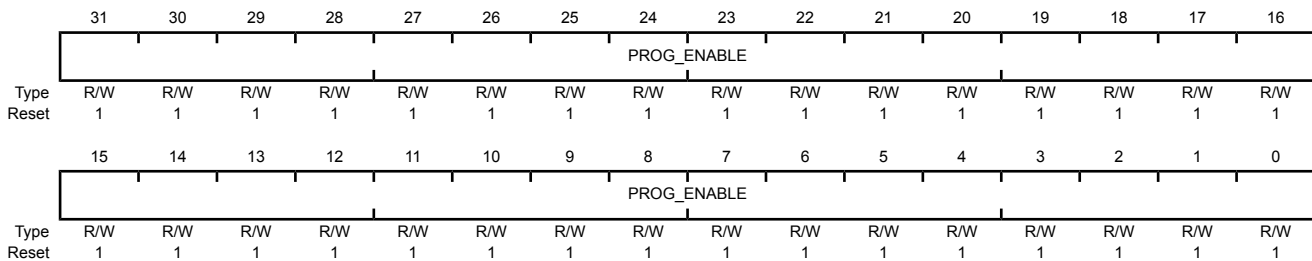 31 30 29 28 27 26 25 24 23 22 21 20 19 18 17 16
PROG_ENABLE
Type R/W R/W R/W R/W R/W R/W R/W R/W R/W R/W R/W R/W R/W R/W R/W R/W
Reset 1 1 1 1 1 1 1 1 1 1 1 1 1 1 1 1
15 14 13 12 11 10 9 8 7 6 5 4 3 2 1 0
PROG_ENABLE
Type R/W R/W R/W R/W R/W R/W R/W R/W R/W R/W R/W R/W R/W R/W R/W R/W
Reset 1 1 1 1 1 1 1 1 1 1 1 1 1 1 1 1